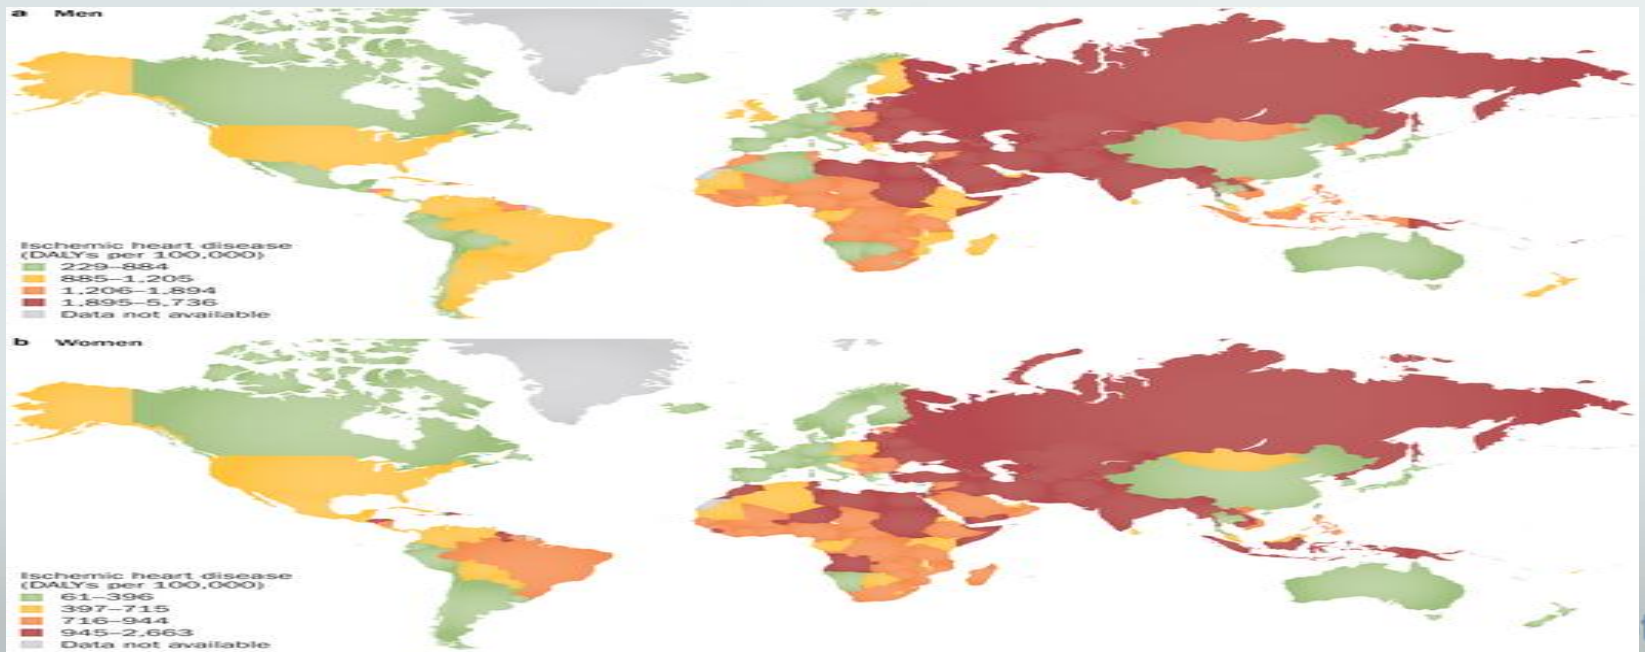 a Men
Ischemic heart disease
(DALYs per 100,000)
229–884
885–1,205
1,206–1,894
1,895–5,736
Data not available
b Women
Ischemic heart disease
(DALYs per 100,000)
61–396
397–715
716–944
945–2,663
Data not available